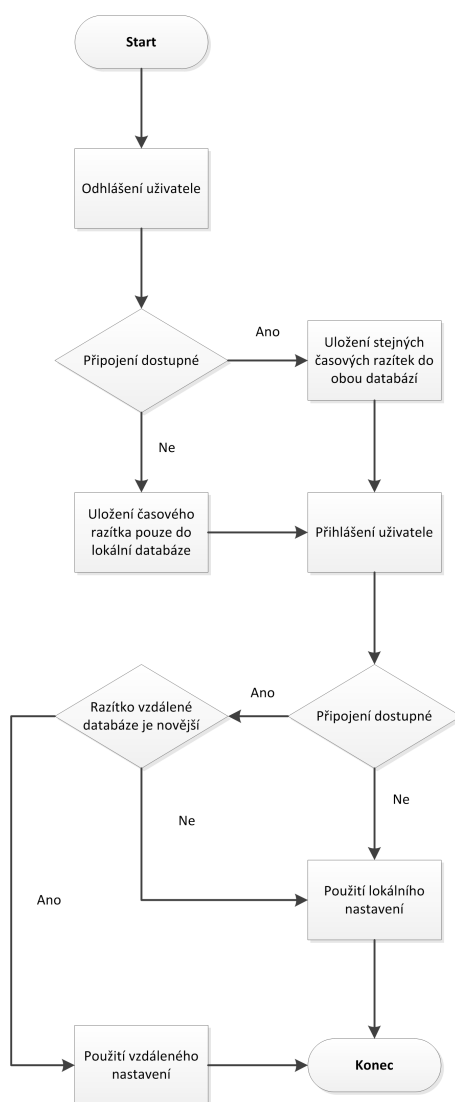 Start
Odhlášení uživatele
Připojení dostupné
Ano
Uložení stejných
časových razítek do
obou databází
Ne
Uložení časového
razítka pouze do
lokální databáze
Přihlášení uživatele
Razítko vzdálené
databáze je novější
Ano
Připojení dostupné
Ne
Ne
Použití lokálního
nastavení
Ano
Použití vzdáleného
nastavení
Konec